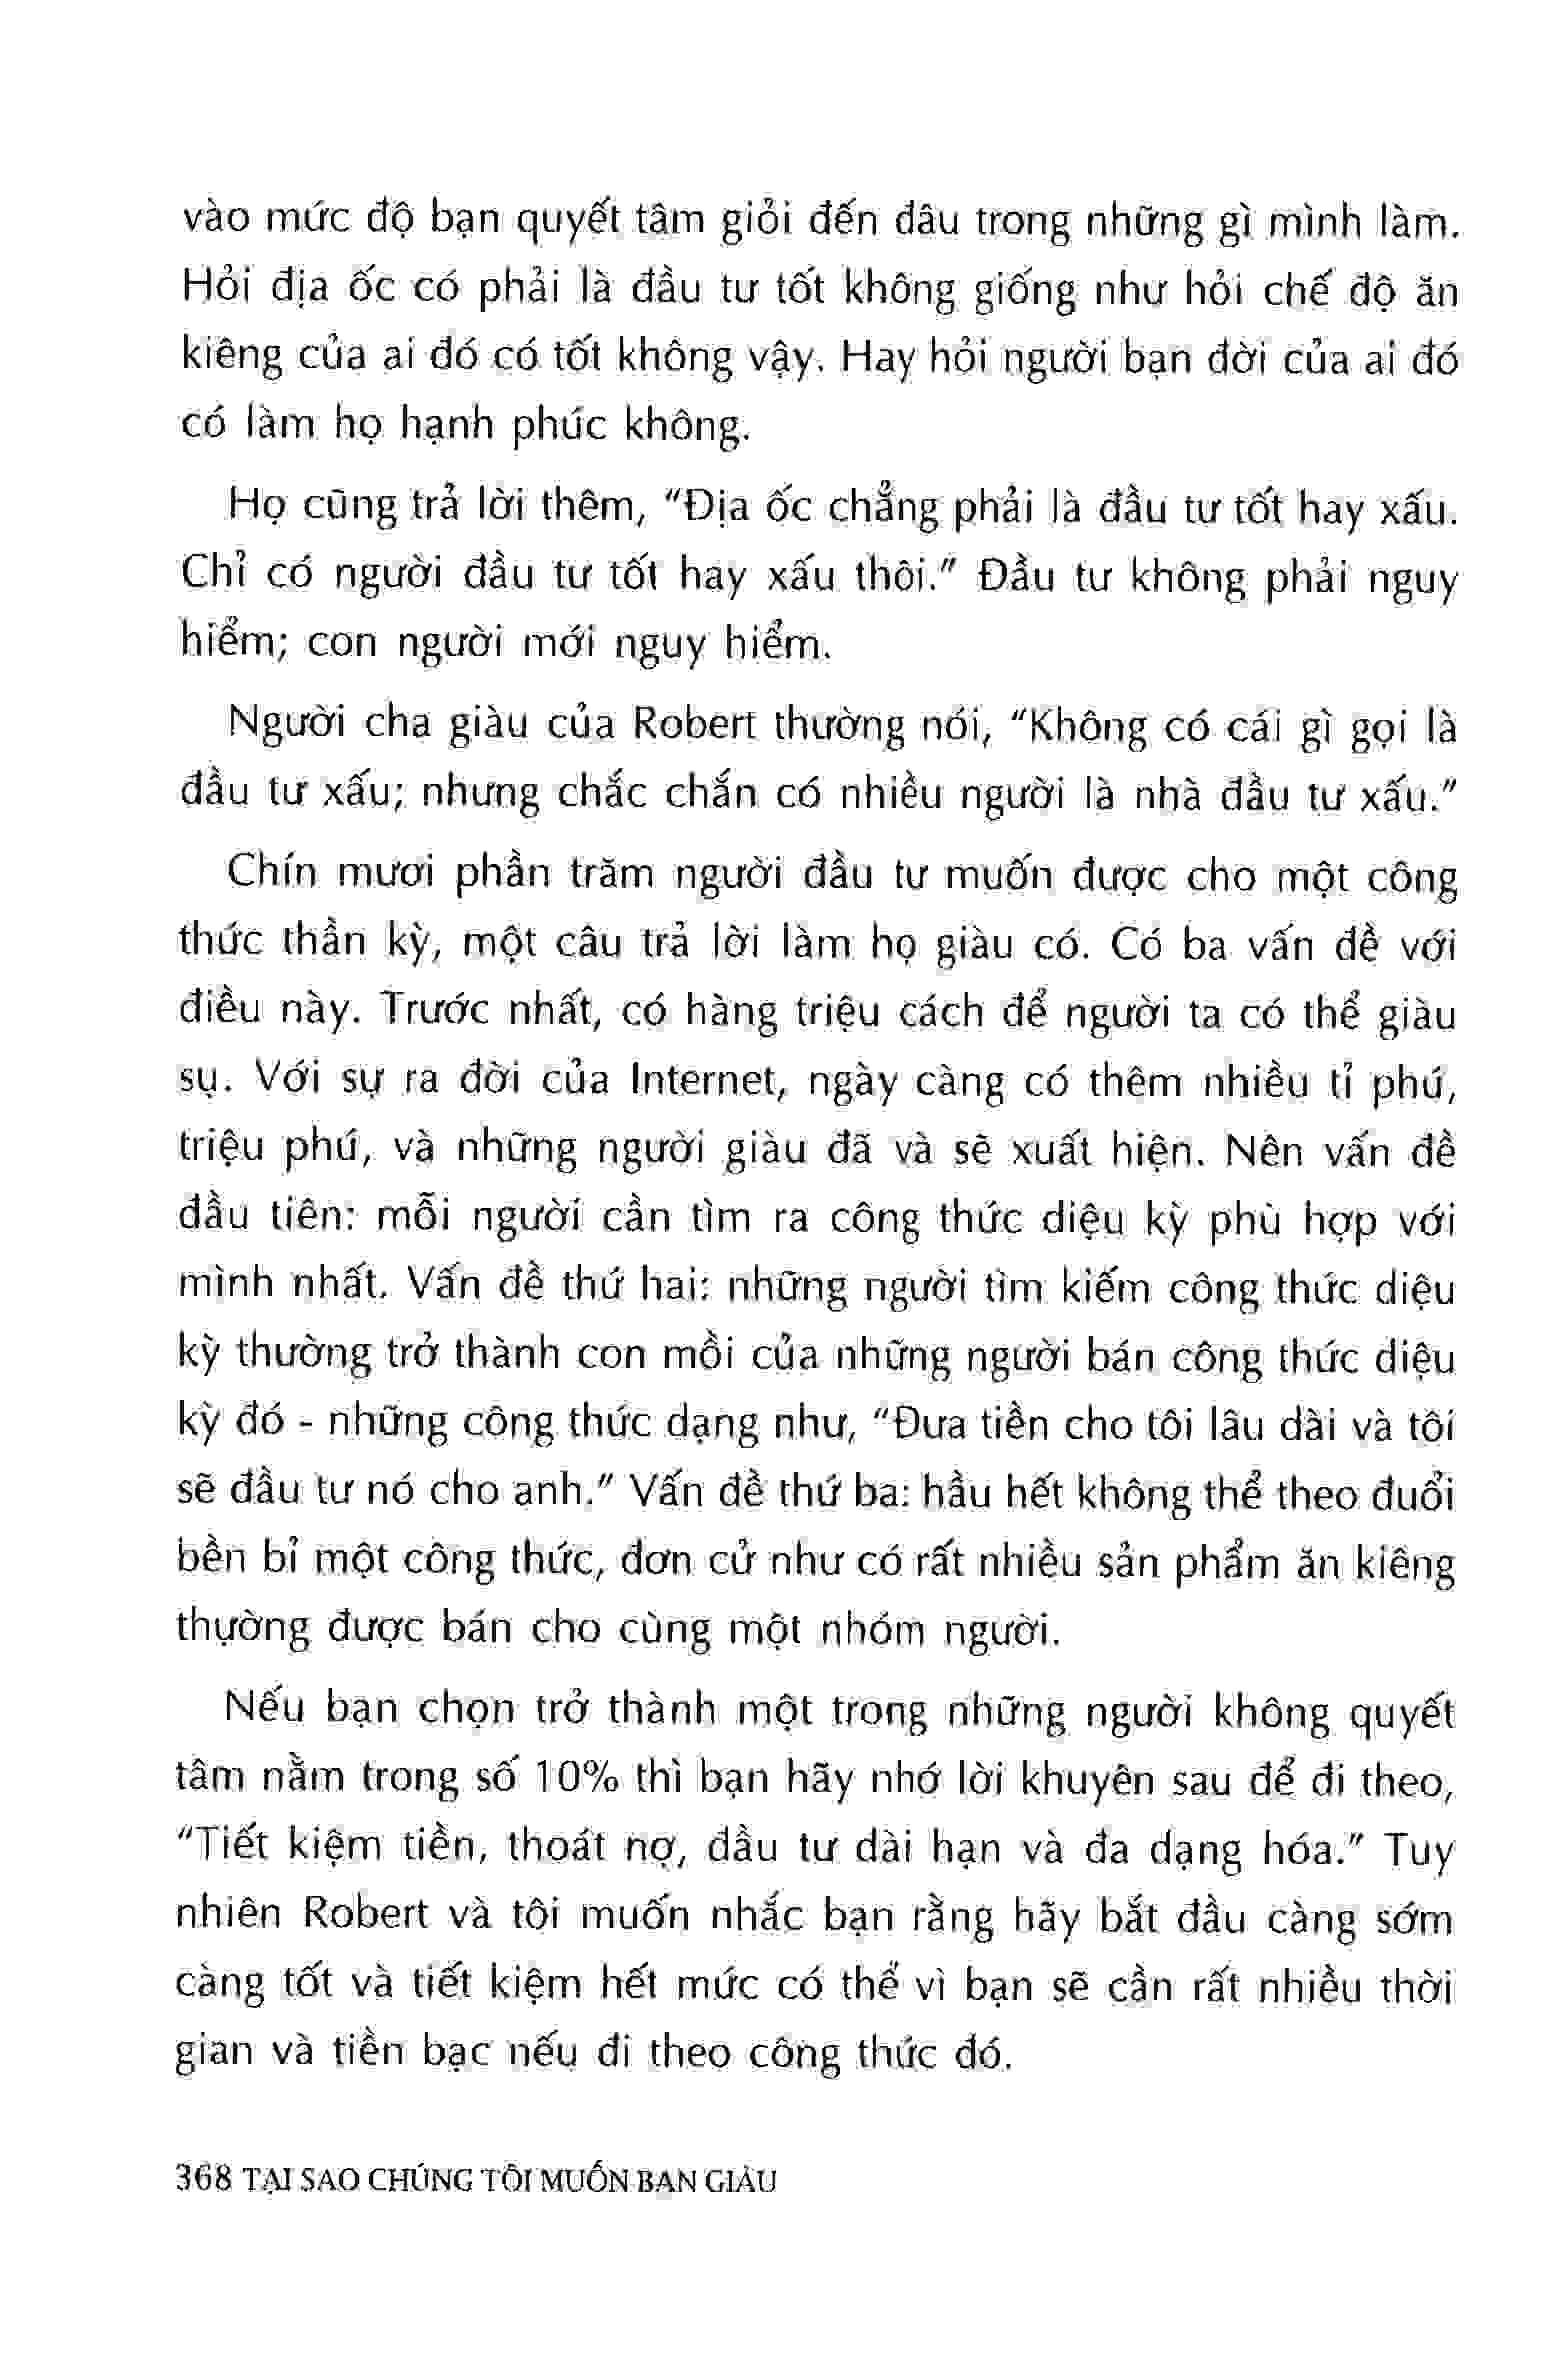 vào mức độ bạn quyết tâm giỏi đến đâu trong những gì mình làm.
Hỏi địa ốc có phải là đầu tư tốt không giống như hỏi chế độ ăn
kiêng của ai đó có tốt không vậy. Hay hỏi người bạn đời của ai đó
có làm họ hạnh phúc không.
Họ cũng trả lời thêm, "Địa ốc chẳng phải là đầu tư tốt hay xấu.
Chỉ có người đầu tư tốt hay xấu thôi." Đầu tư không phải nguy
hiểm; con người mới nguy hiểm.
Người cha giàu của Robert thường nói, "Không có cái gì gọi là
đầu tư xấu; nhưng chắc chắn có nhiều người là nhà đầu tư xấu."
Chín mươi phần trăm người đầu tư muốn được cho một công
thức thần kỳ, một câu trả lời làm họ giàu có. Có ba vấn đề với
điều này. Trước nhất, có hàng triệu cách để người ta có thể giàu
sụ. Với sự ra đời của Internet, ngày càng có thêm nhiều tỉ phú,
triệu phú, và những người giàu đã và sẽ xuất hiện. Nên vấn đề
đầu tiên: mỗi người cần tìm ra công thức diệu kỳ phù hợp với
mình nhất. Vấn đề thứ hai: những người tìm kiếm công thức diệu
kỳ thường trở thành con mồi của những người bán công thức diệu
kỳ đó - những công thức dạng như, "Đưa tiền cho tôi lâu dài và tôi
sẽ đầu tư nó cho anh." Vấn đề thứ ba: hầu hết không thể theo đuổi
bền bỉ một công thức, đơn cử như có rất nhiều sản phẩm ăn kiêng
thường được bán cho cùng một nhóm người.
Nếu bạn chọn trở thành một trong những người không quyết
tâm nằm trong số 10% thì bạn hãy nhớ lời khuyên sau để đi theo,
"Tiết kiệm tiền, thoát nợ, đầu tư dài hạn và đa dạng hóa." Tuy
nhiên Robert và tôi muốn nhắc bạn rằng hãy bắt đầu càng sớm
càng tốt và tiết kiệm hết mức có thể vì bạn sẽ cần rất nhiều thời
gian và tiền bạc nếu đi theo công thức đó.
368 TẠI SAO CHÚNG TÔI MUỐN BẠN GIÀU